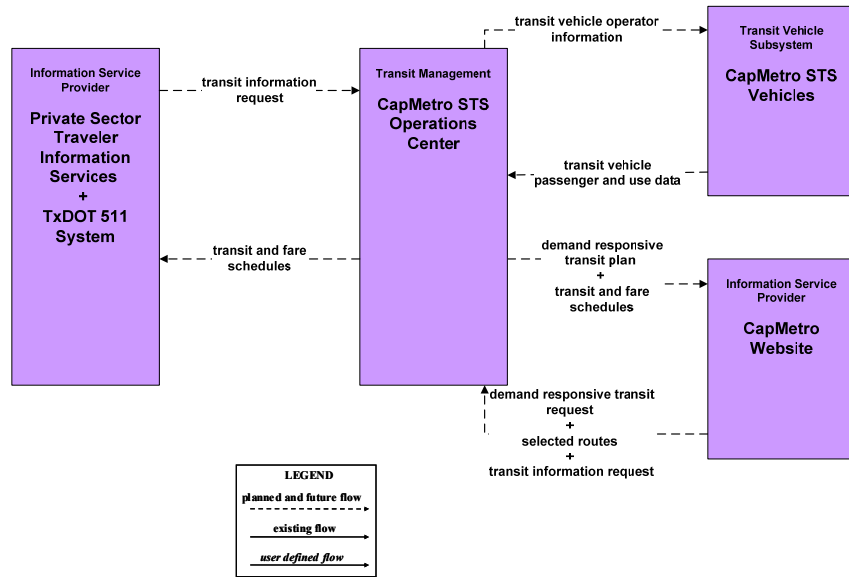 transit vehicle operator
information
Transit Vehicle
Subsystem
CapMetro STS
Vehicles
Information Service
Provider
Private Sector
Traveler
Information
Services
+
TxDOT 511
System
transit information
request
Transit Management
CapMetro STS
Operations
Center
transit vehicle
passenger and use data
transit and fare
schedules
demand responsive
transit plan
+
transit and fare
schedules
Information Service
Provider
CapMetro
Website
demand responsive transit
request
+
selected routes
+
transit information request
LEGEND
planned and future flow
existing flow
user defined flow